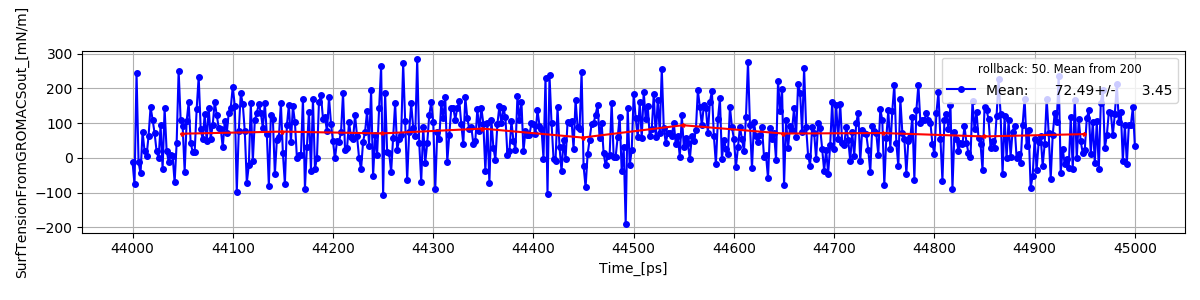 SurfTensionFromGROMACSout_[mN/m]
300
200
100
0
−100
−200
rollback: 50. Mean from 200
Mean: 72.49+/- 3.45
44000 44100 44200 44300 44400 44500 44600 44700 44800 44900 45000
Time_[ps]